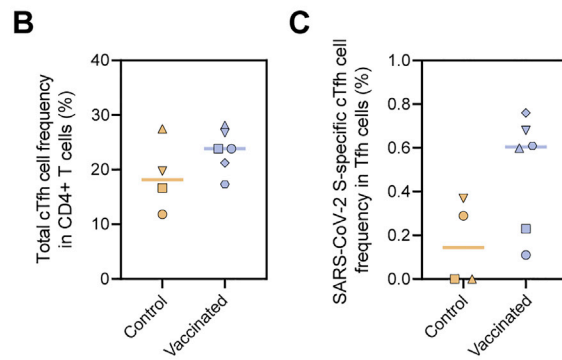 B
Total cTfh cell frequency
in CD4+ T cells (%)
40
30
20
10
0
Control
Vaccinated
C
SARS-CoV-2 S-specific cTfh cell
frequency in Tfh cells (%)
1.0
0.8
0.6
0.4
0.2
0.0
Control
Vaccinated